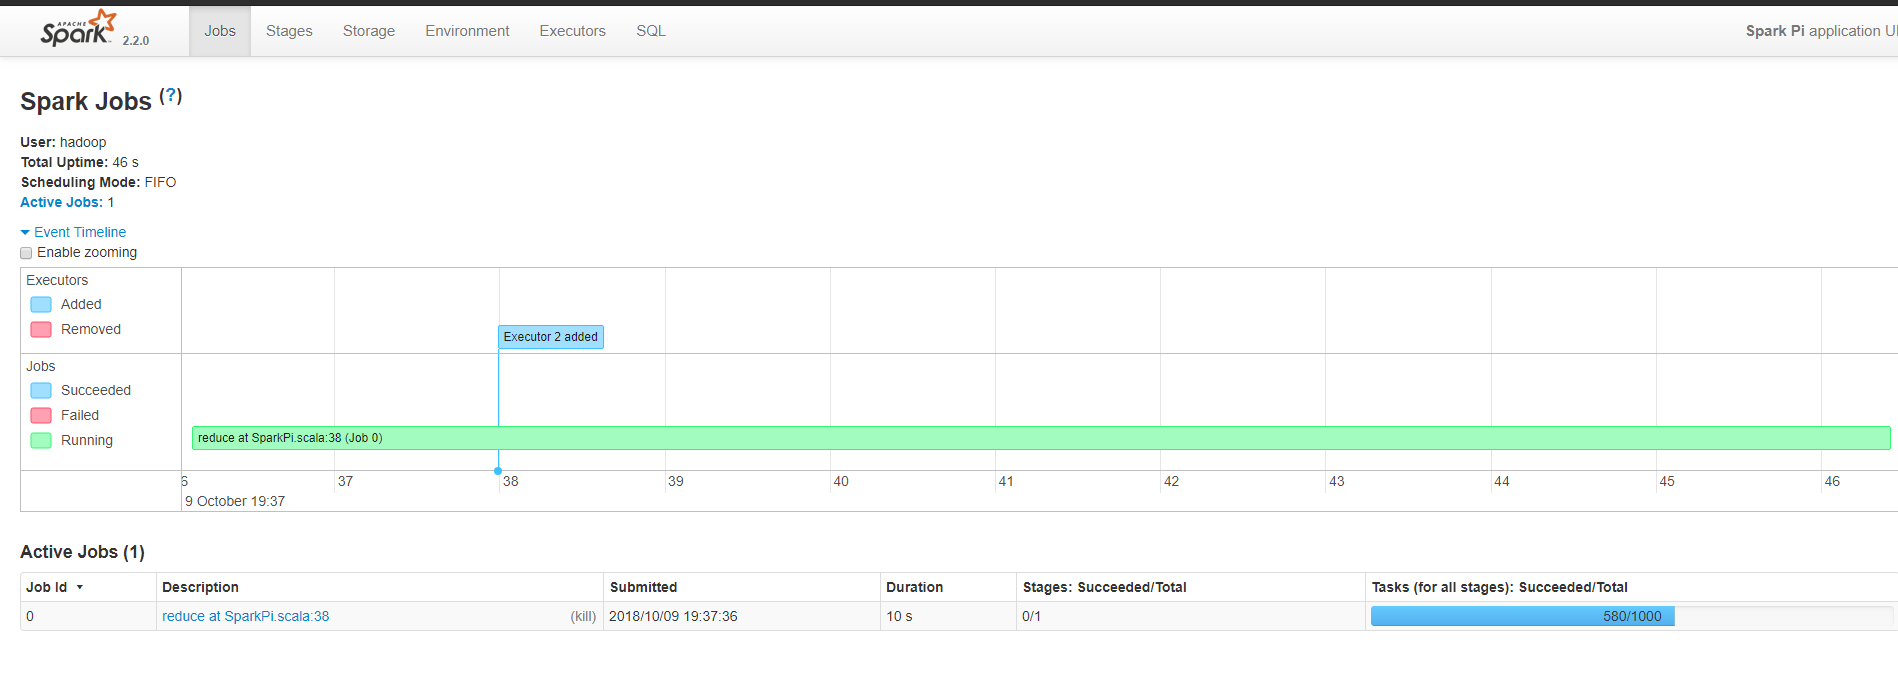 APACHE
Spark 2.2.0 Jobs Stages Storage Environment Executors SQL Spark Pi application UI
Spark Jobs (?)
User: hadoop
Total Uptime: 46 s
Scheduling Mode: FIFO
Active Jobs: 1
Event Timeline
Enable zooming
Executors
Added
Removed
Executor 2 added
Jobs
Succeeded
Failed
Running
reduce at SparkPi.scala:38 (Job 0)
6 37 38 39 40 41 42 43 44 45 46
9 October 19:37
Active Jobs (1)
Job Id Description Submitted Duration Stages: Succeeded/Total Tasks (for all stages): Succeeded/Total
0 reduce at SparkPi.scala:38 (kill) 2018/10/09 19:37:36 10 s 0/1 580/1000